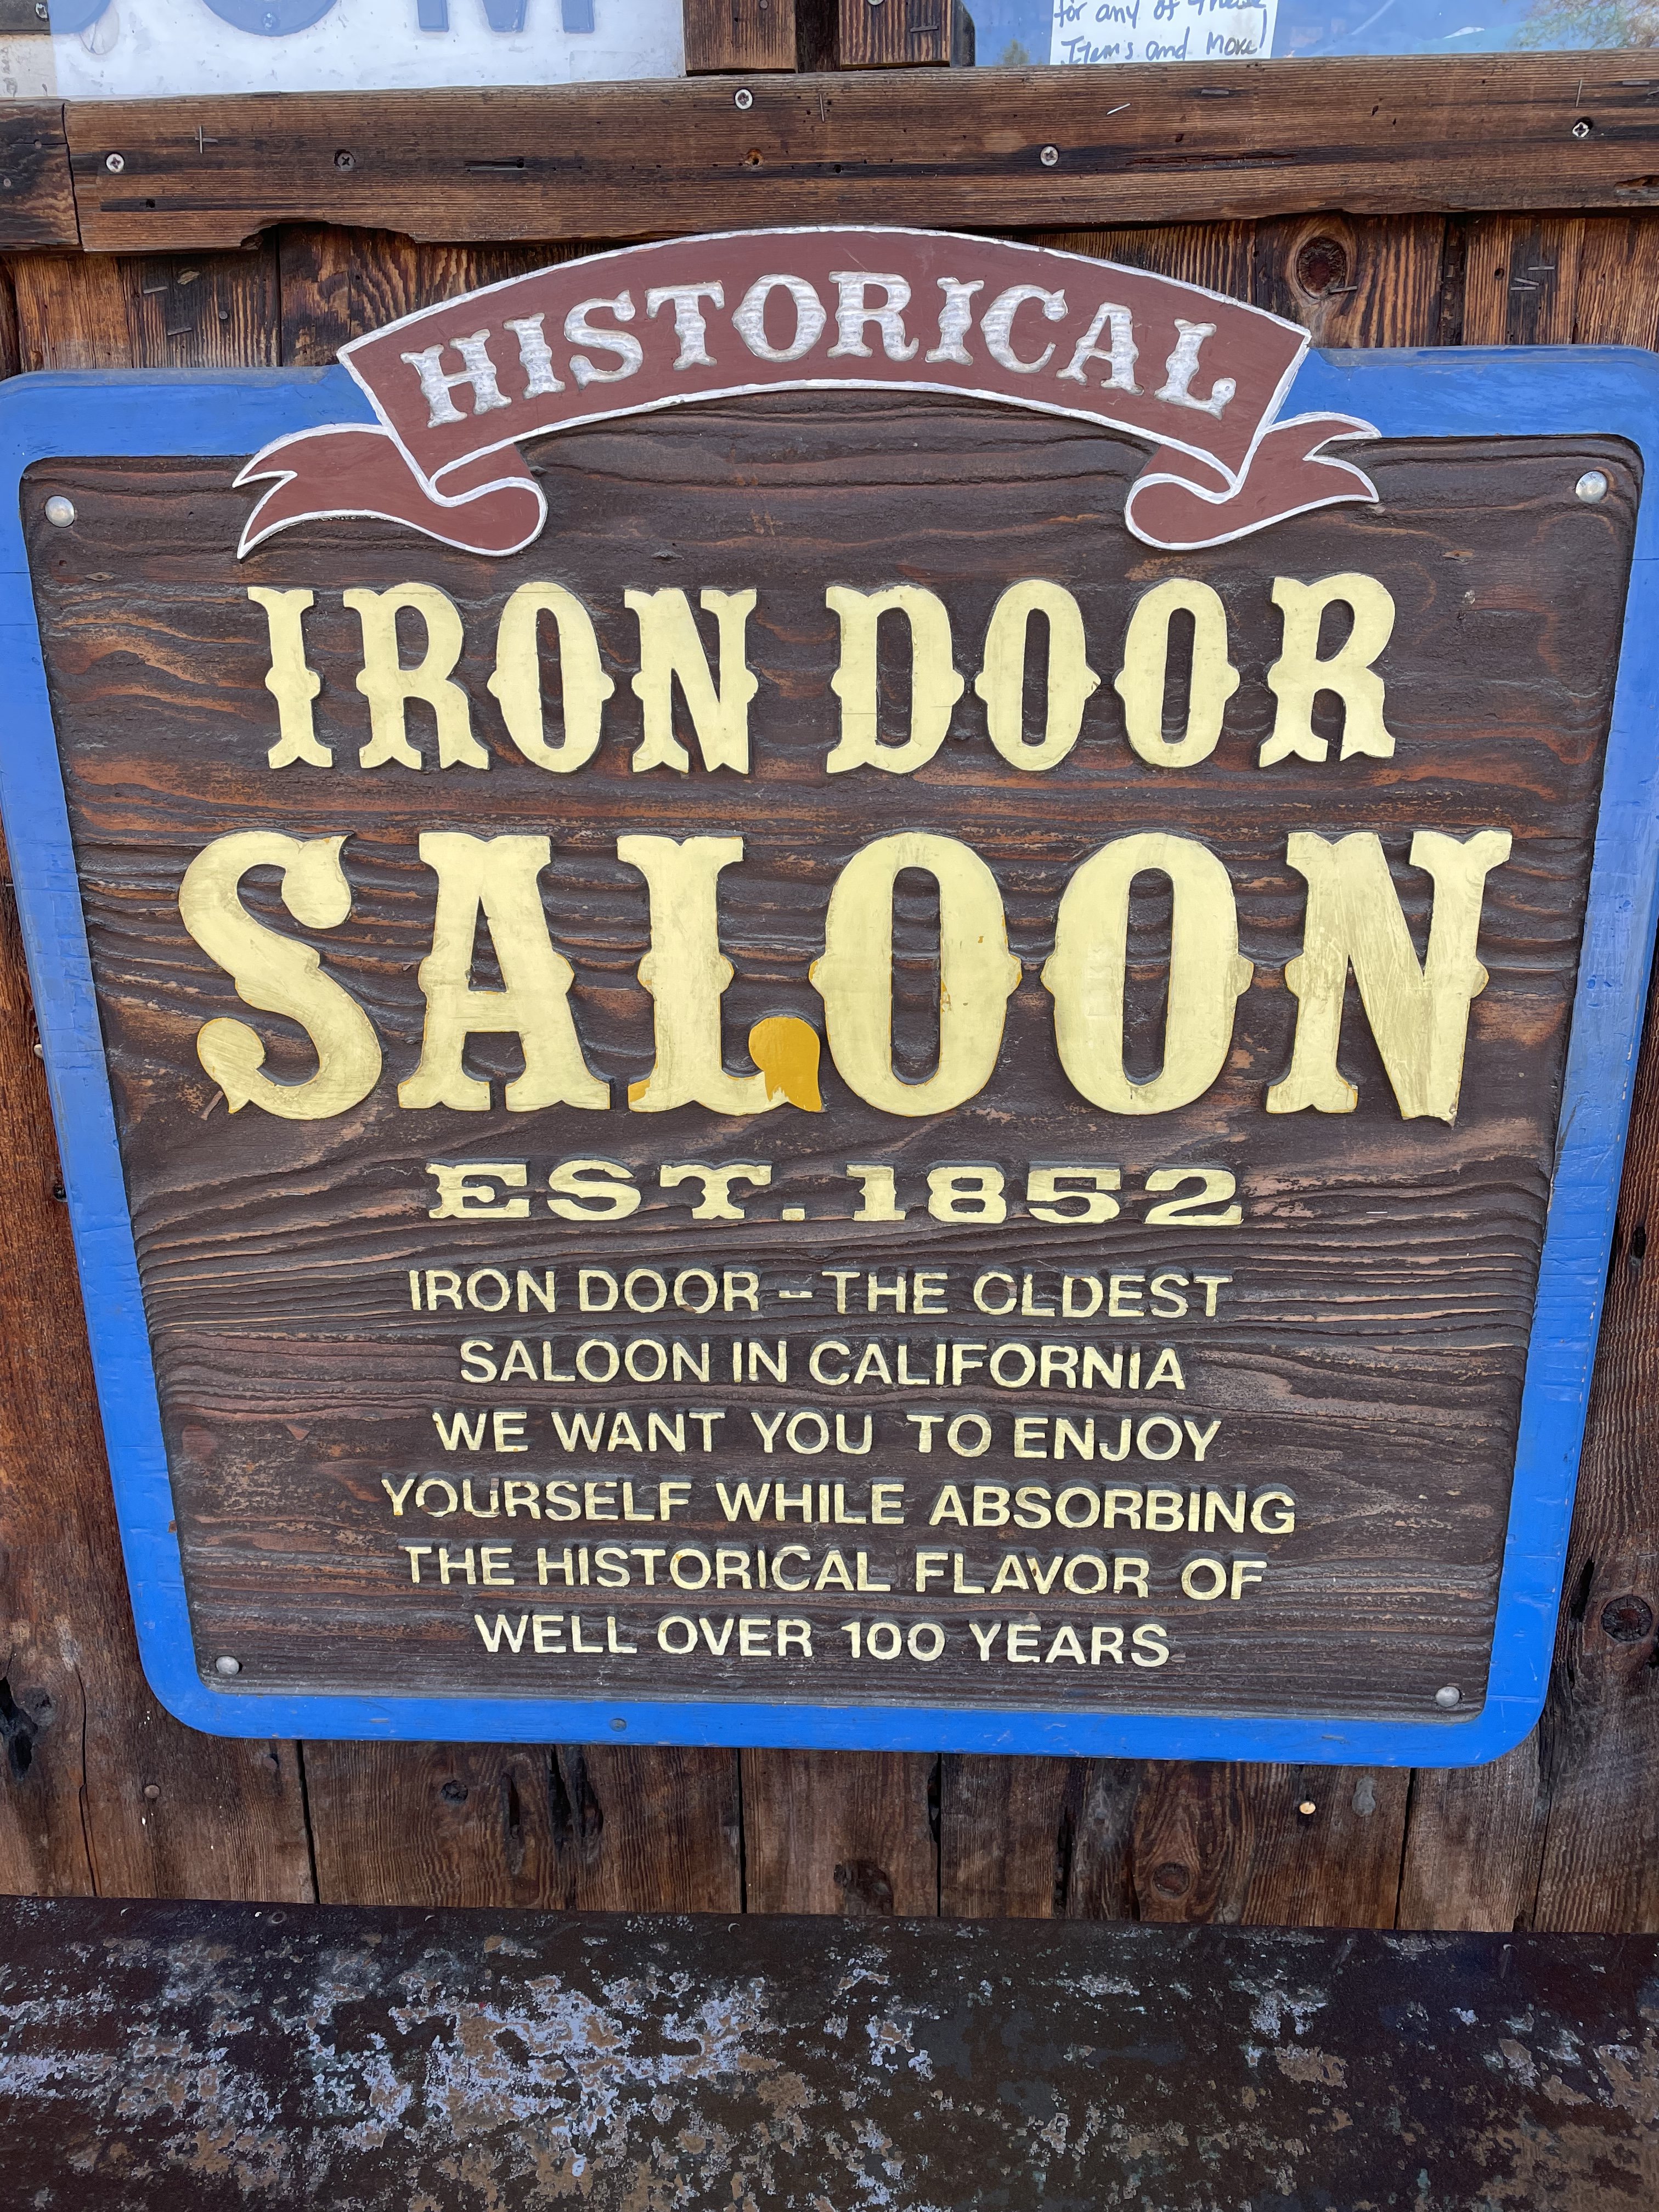 for any of these
Items and More!
HISTORICAL
IRON DOOR
SALOON
EST. 1852
IRON DOOR – THE OLDEST
SALOON IN CALIFORNIA
WE WANT YOU TO ENJOY
YOURSELF WHILE ABSORBING
THE HISTORICAL FLAVOR OF
WELL OVER 100 YEARS